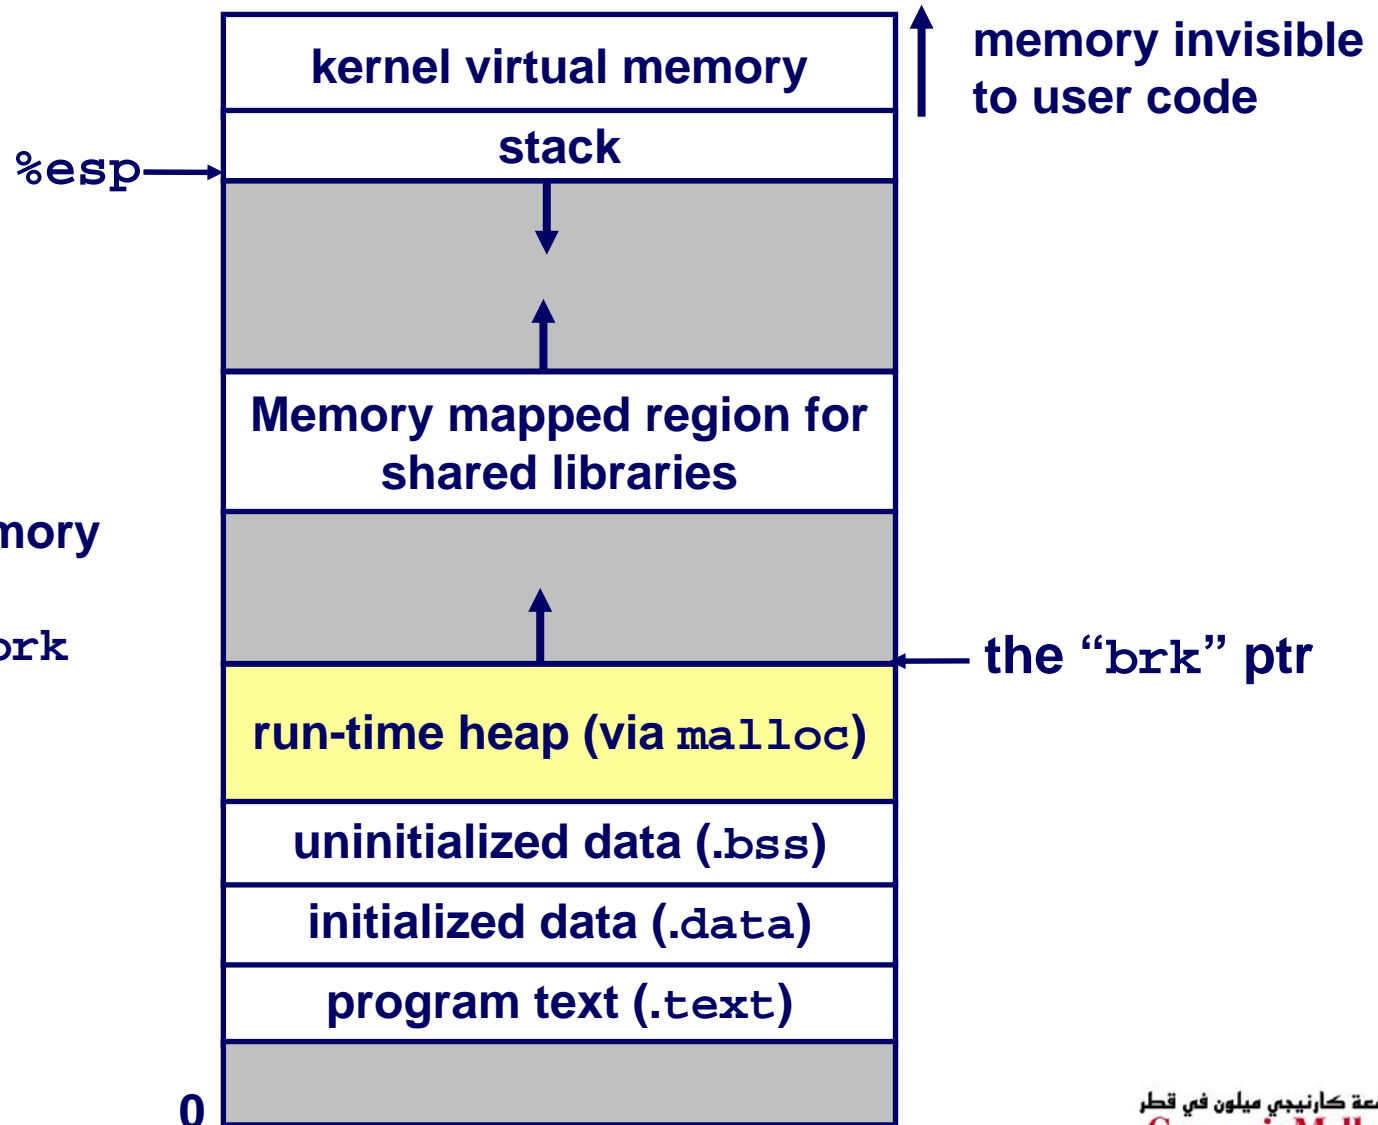 kernel virtual memory
memory invisible
to user code
stack
%esp
Memory mapped region for
shared libraries
the “brk” ptr
run-time heap (via malloc)
uninitialized data (.bss)
initialized data (.data)
program text (.text)
0
كارنيجي ميلون في قطر